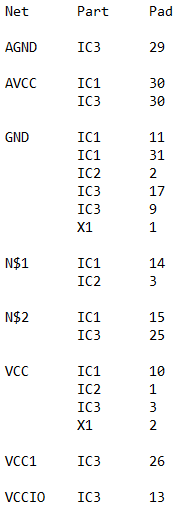 Net Part Pad
AGND IC3 29
AVCC IC1 30
IC3 30
GND IC1 11
IC1 31
IC2 2
IC3 17
IC3 9
X1 1
N$1 IC1 14
IC2 3
N$2 IC1 15
IC3 25
VCC IC1 10
IC2 1
IC3 3
X1 2
VCC1 IC3 26
VCCIO IC3 13